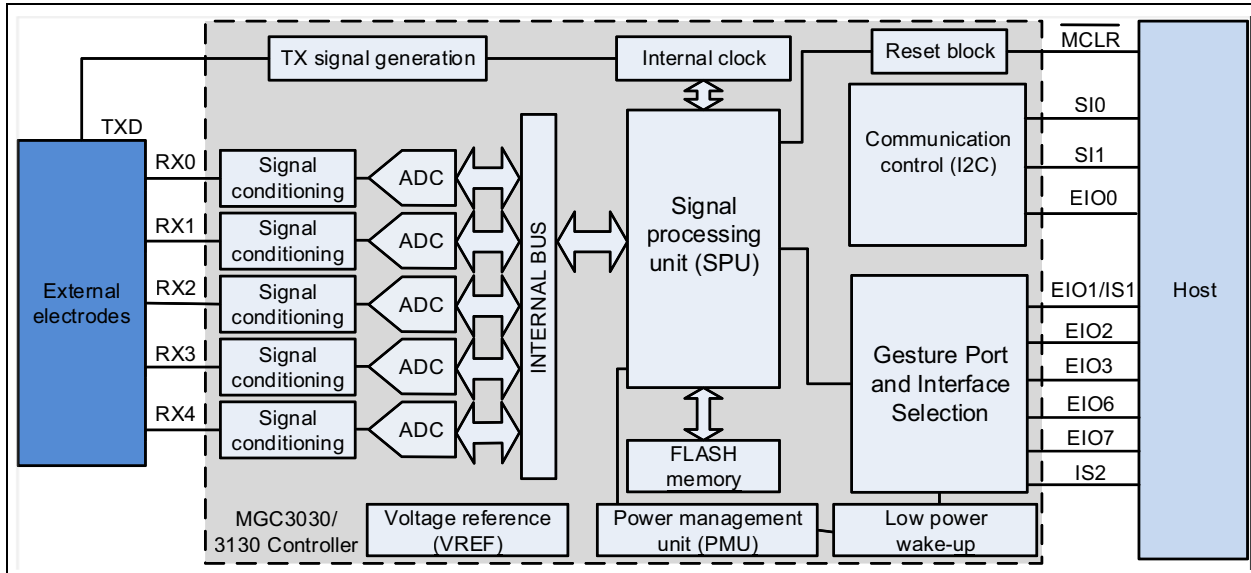 TX signal generation
Internal clock
Reset block
MCLR
TXD
SI0
Communication
control (I2C)
SI1
EIO0
RX0
Signal
conditioning
ADC
RX1
Signal
conditioning
ADC
RX2
Signal
conditioning
ADC
RX3
Signal
conditioning
ADC
RX4
Signal
conditioning
ADC
External
electrodes
INTERNAL BUS
Signal
processing
unit (SPU)
EIO1/IS1
Host
EIO2
Gesture Port
and Interface
Selection
EIO3
EIO6
EIO7
IS2
FLASH
memory
MGC3030/
3130 Controller
Voltage reference
(VREF)
Power management
unit (PMU)
Low power
wake-up